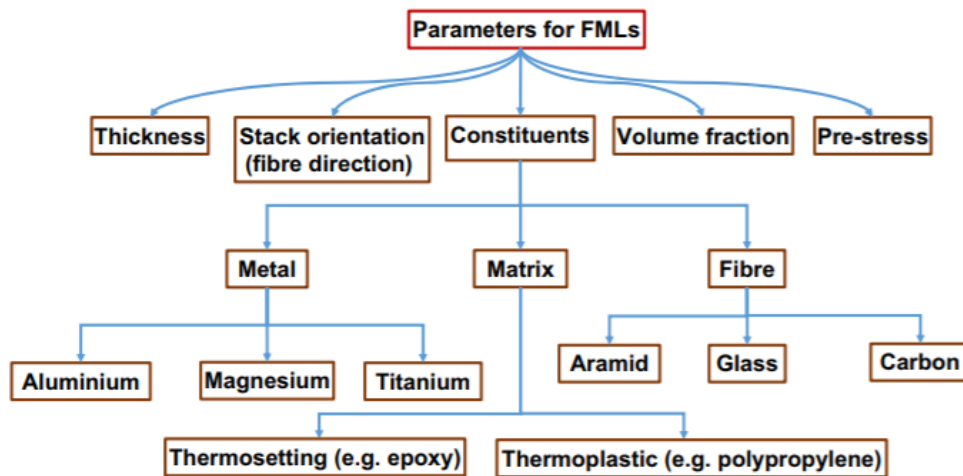 Parameters for FMLs
Thickness
Stack orientation
(fibre direction)
Constituents
Volume fraction
Pre-stress
Metal
Matrix
Fibre
Aluminium
Magnesium
Titanium
Aramid
Glass
Carbon
Thermosetting (e.g. epoxy)
Thermoplastic (e.g. polypropylene)